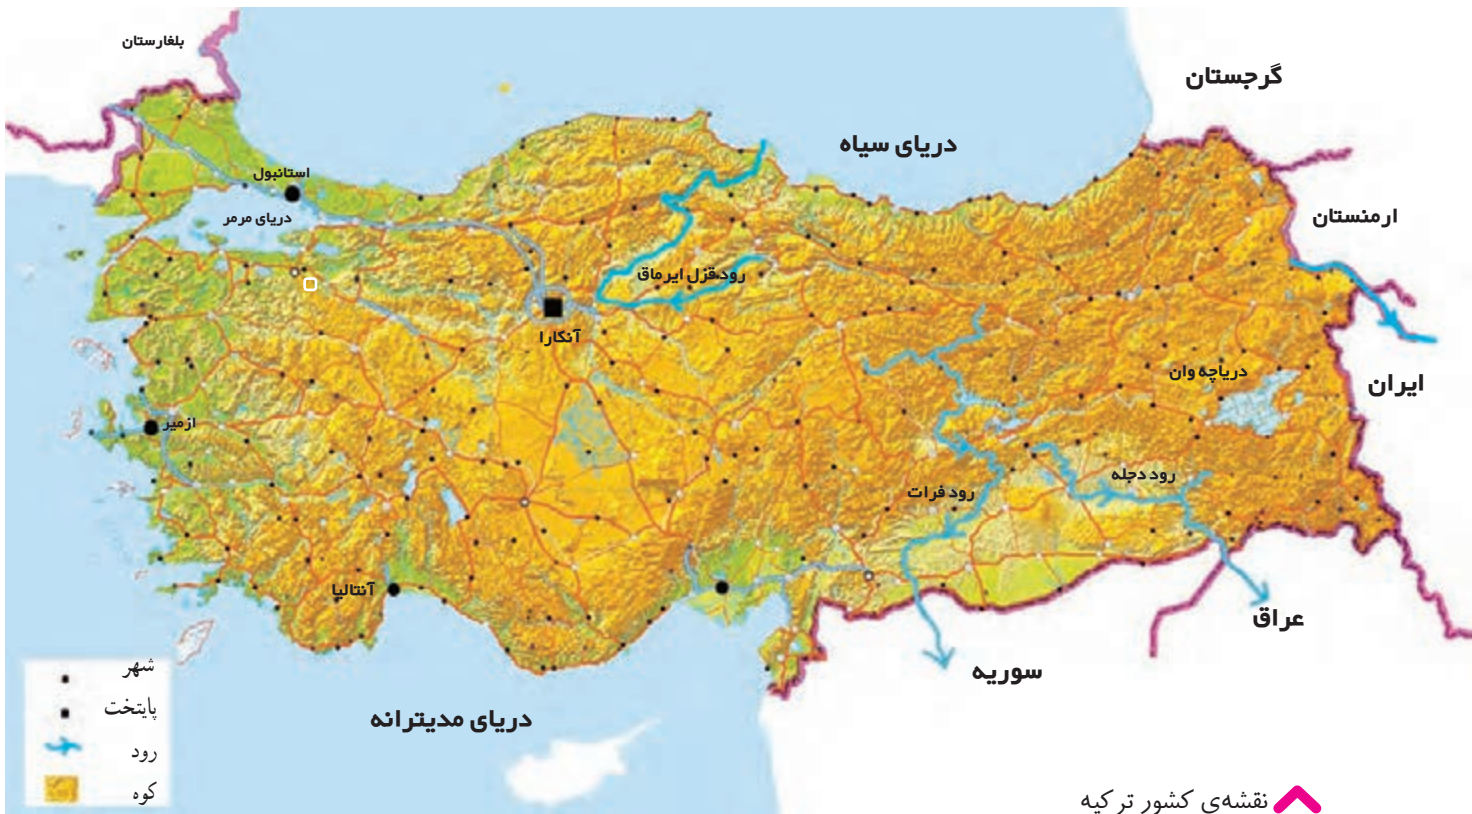 بلغارستان
گرجستان
دریای سیاه
استانبول
ارمنستان
دریای مرمر
رود قزل ایرماق
آنکارا
دریاچه وان
ایران
ازمیر
رود دجله
رود فرات
آنتالیا
عراق
سوریه
دریای مدیترانه
شهر
پایتخت
رود
کوه
نقشه‌ی کشور ترکیه